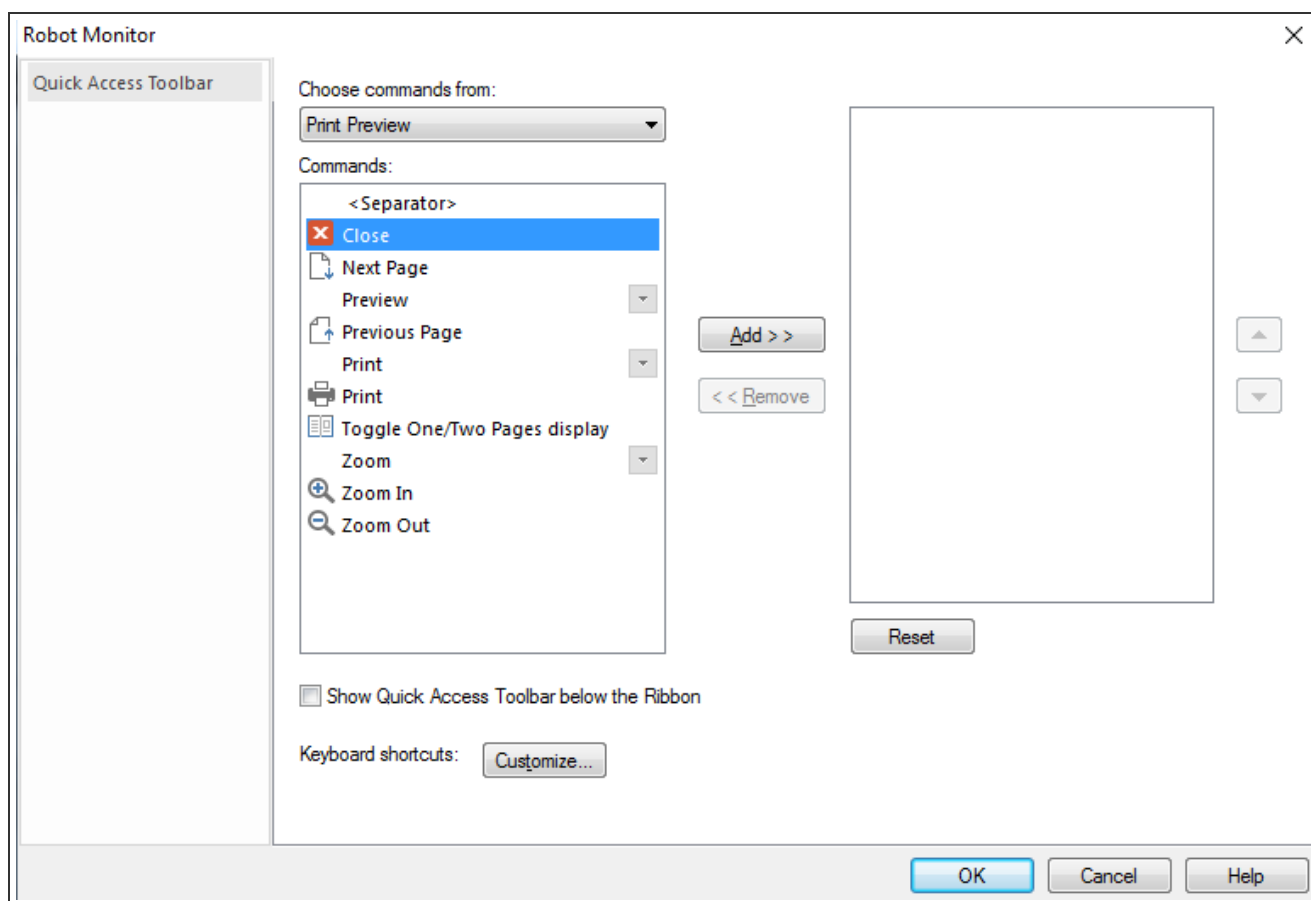 Robot Monitor
Quick Access Toolbar
Choose commands from:
Print Preview
Commands:
<Separator>
Close
Next Page
Preview
Previous Page
Print
Print
Toggle One/Two Pages display
Zoom
Zoom In
Zoom Out
Add > >
< < Remove
Reset
Show Quick Access Toolbar below the Ribbon
Keyboard shortcuts:
Customize...
OK
Cancel
Help